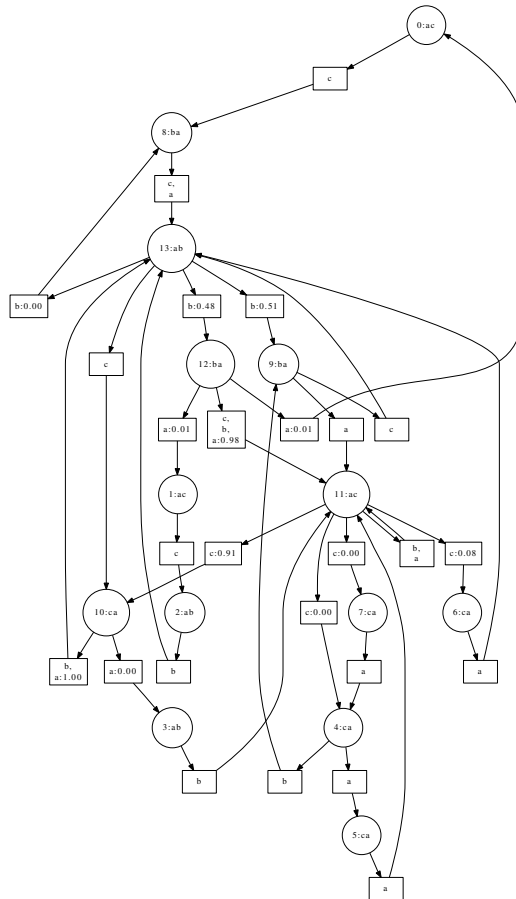 0:ac
c
8:ba
c,
a
13:ab
b:0.00
b:0.48
b:0.51
c
12:ba
9:ba
a:0.01
c,
b,
a:0.98
a:0.01
a
c
1:ac
11:ac
c
c:0.91
c:0.00
b,
a
c:0.08
10:ca
2:ab
c:0.00
7:ca
6:ca
b,
a:1.00
a:0.00
b
a
a
3:ab
4:ca
b
b
a
5:ca
a